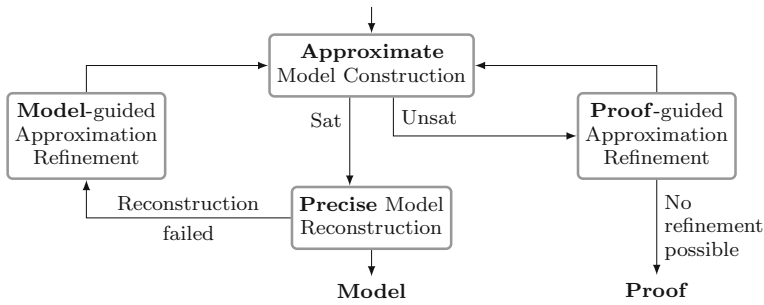 Approximate
Model Construction
Model-guided
Approximation
Refinement
Sat
Unsat
Proof-guided
Approximation
Refinement
Reconstruction
failed
Precise Model
Reconstruction
No
refinement
possible
Model
Proof